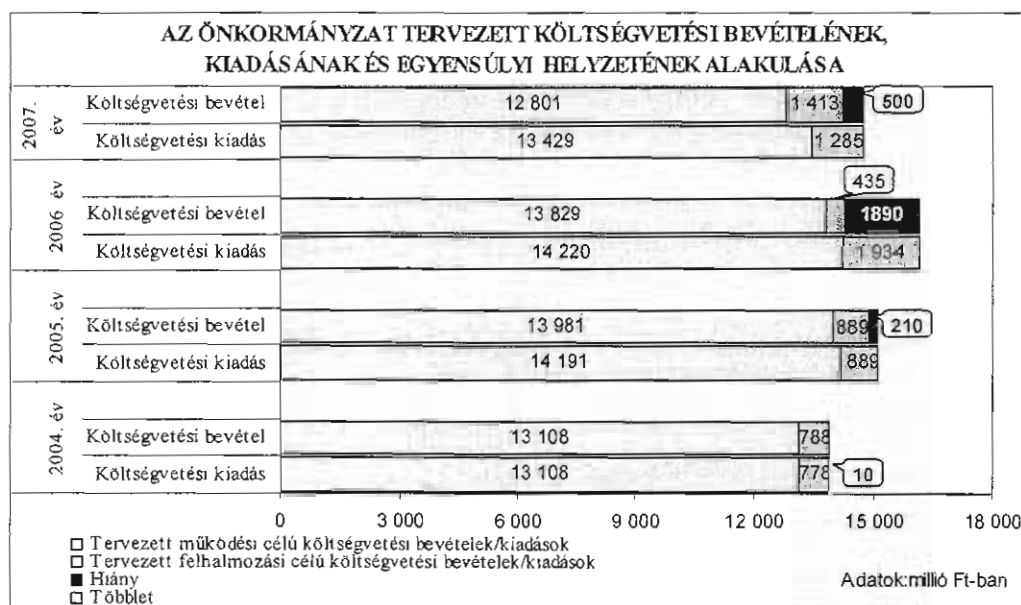 AZ ÖNKORMÁNYZAT TERVEZETT KÖLTSÉGVETÉSI BEVÉTELÉNEK,
KIADÁSÁNAK ÉS EGYENSÚLYI HELYZETÉNEK ALAKULÁSA
2007. év
Költségvetési bevétel 12 801 1 413 500
Költségvetési kiadás 13 429 1 285
2006 év
435
Költségvetési bevétel 13 829 1890
Költségvetési kiadás 14 220 1 934
2005. év
Költségvetési bevétel 13 981 889 210
Költségvetési kiadás 14 191 889
2004. év
Költségvetési bevétel 13 108 788
Költségvetési kiadás 13 108 778 10
0 3 000 6 000 9 000 12 000 15 000 18 000
Tervezett működési célú költségvetési bevételek/kiadások
Tervezett felhalmozási célú költségvetési bevételek/kiadások
Hiány
Többlet
Adatok:millió Ft-ban